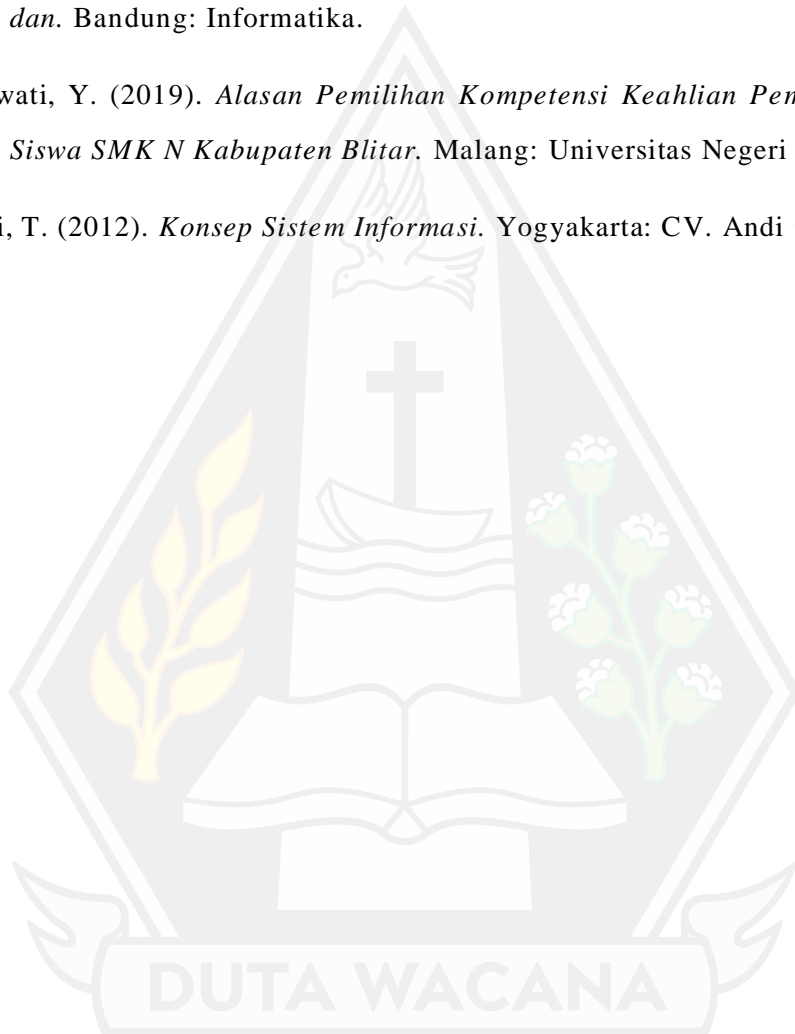 dan. Bandung: Informatika.
wati, Y. (2019). Alasan Pemilihan Kompetensi Keahlian Pem
Siswa SMK N Kabupaten Blitar. Malang: Universitas Negeri
i, T. (2012). Konsep Sistem Informasi. Yogyakarta: CV. Andi
DUTA WACANA